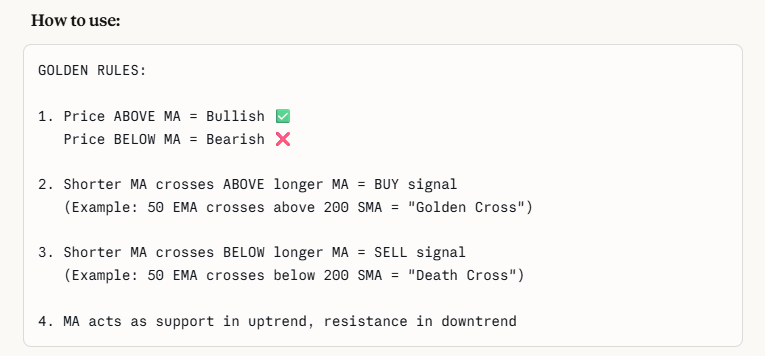 How to use:
GOLDEN RULES:
1. Price ABOVE MA = Bullish ✅
Price BELOW MA = Bearish ❌
2. Shorter MA crosses ABOVE longer MA = BUY signal
(Example: 50 EMA crosses above 200 SMA = "Golden Cross")
3. Shorter MA crosses BELOW longer MA = SELL signal
(Example: 50 EMA crosses below 200 SMA = "Death Cross")
4. MA acts as support in uptrend, resistance in downtrend